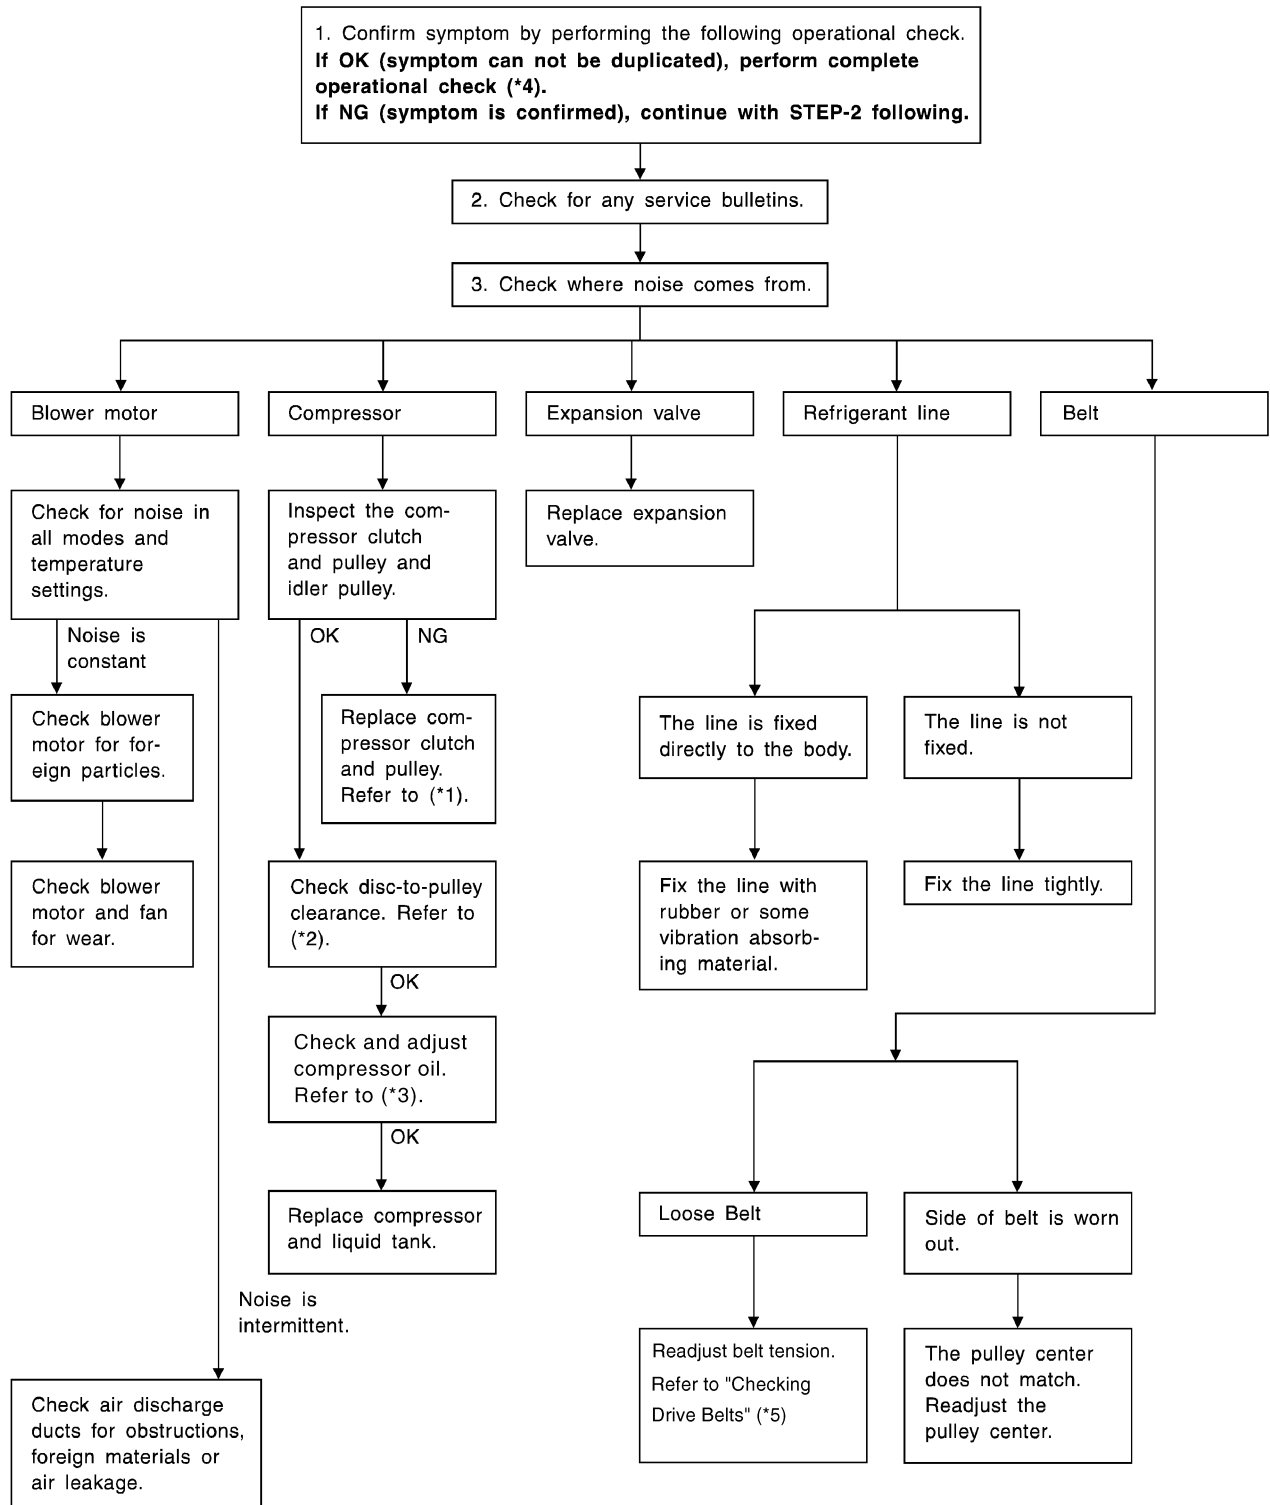 1. Confirm symptom by performing the following operational check.
If OK (symptom can not be duplicated), perform complete
operational check (*4).
If NG (symptom is confirmed), continue with STEP-2 following.
2. Check for any service bulletins.
3. Check where noise comes from.
Blower motor
Compressor
Expansion valve
Refrigerant line
Belt
Check for noise in
all modes and
temperature
settings.
Inspect the com-
pressor clutch
and pulley and
idler pulley.
Replace expansion
valve.
Noise is
constant
OK
NG
Check blower
motor for for-
eign particles.
Replace com-
pressor clutch
and pulley.
Refer to (*1).
The line is fixed
directly to the body.
The line is not
fixed.
Check blower
motor and fan
for wear.
Check disc-to-pulley
clearance. Refer to
(*2).
Fix the line with
rubber or some
vibration absorb-
ing material.
Fix the line tightly.
OK
Check and adjust
compressor oil.
Refer to (*3).
OK
Replace compressor
and liquid tank.
Loose Belt
Side of belt is worn
out.
Noise is
intermittent.
Readjust belt tension.
Refer to "Checking
Drive Belts" (*5)
The pulley center
does not match.
Readjust the
pulley center.
Check air discharge
ducts for obstructions,
foreign materials or
air leakage.